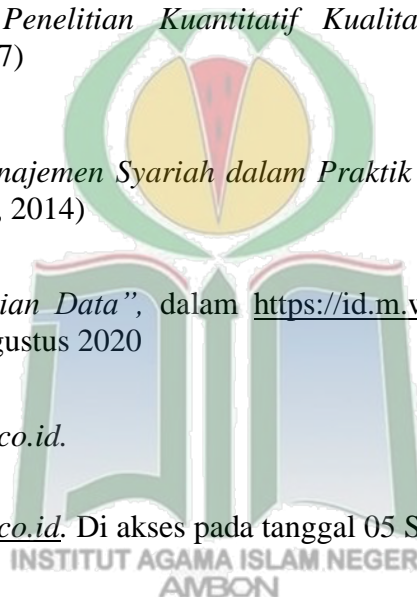 Penelitian Kuantitatif Kualita
7)
najemen Syariah dalam Praktik
, 2014)
ian Data”, dalam https://id.m.
gustus 2020
co.id.
co.id. Di akses pada tanggal 05 S
INSTITUT AGAMA ISLAM NEGER
AMBON